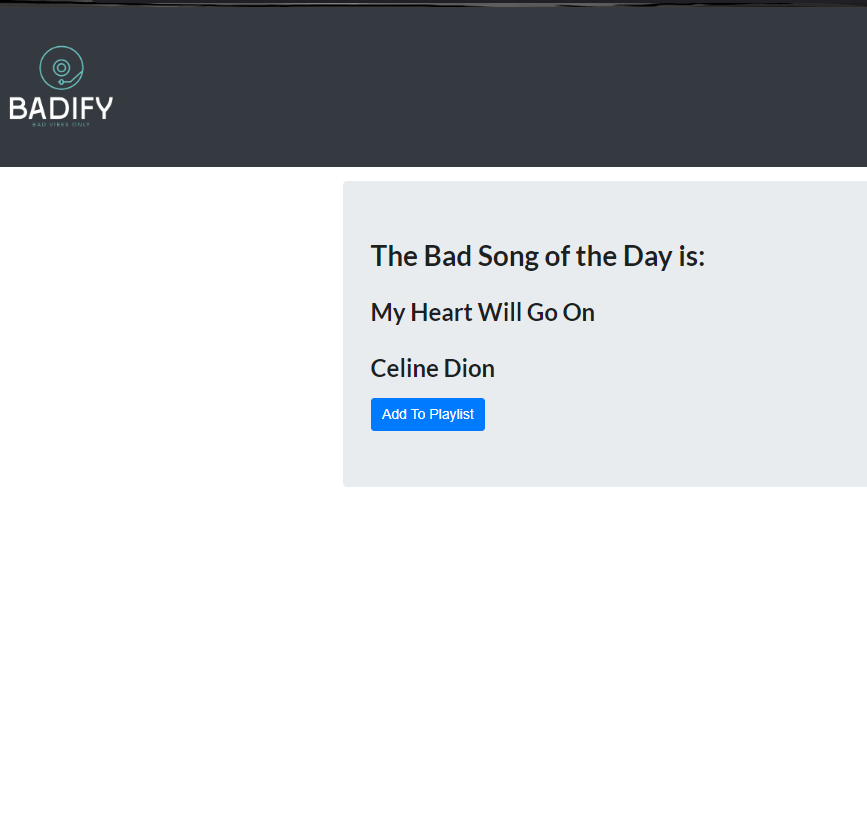 BADIFY
BAD VIBES ONLY
The Bad Song of the Day is:
My Heart Will Go On
Celine Dion
Add To Playlist